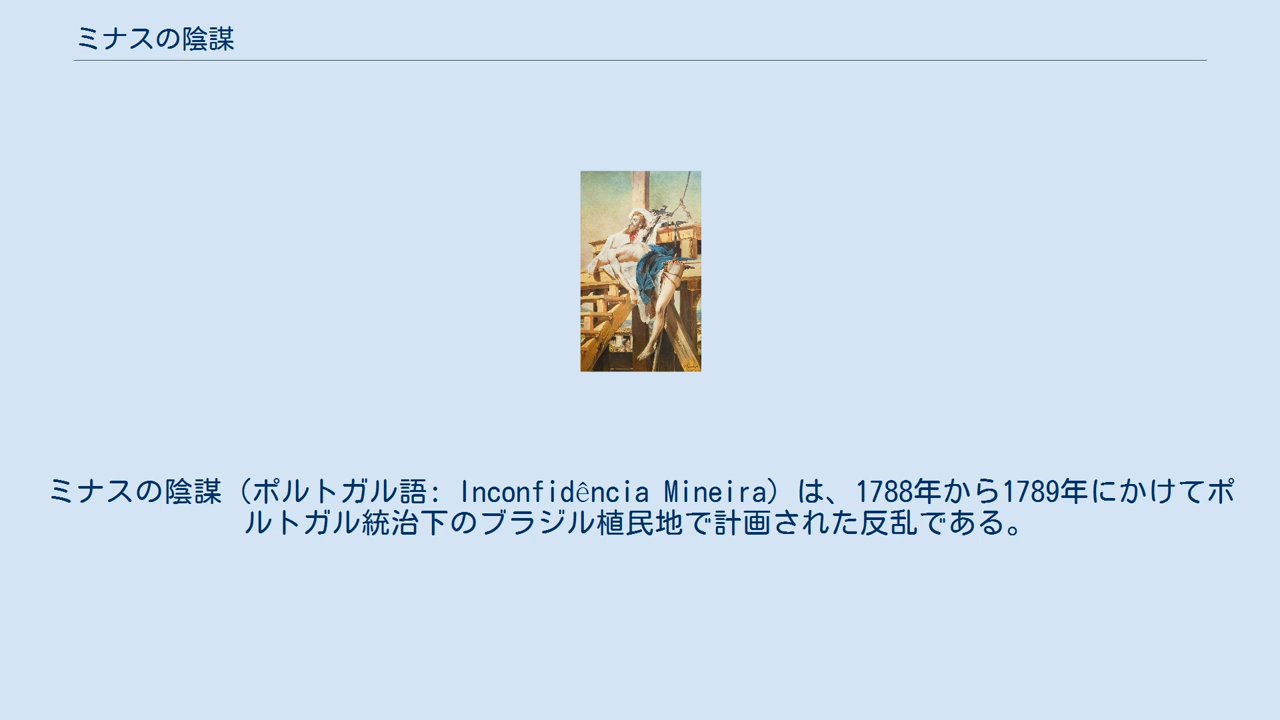 ミナスの陰謀
ミナスの陰謀（ポルトガル語: Inconfidência Mineira）は、1788年から1789年にかけてポ
ルトガル統治下のブラジル植民地で計画された反乱である。